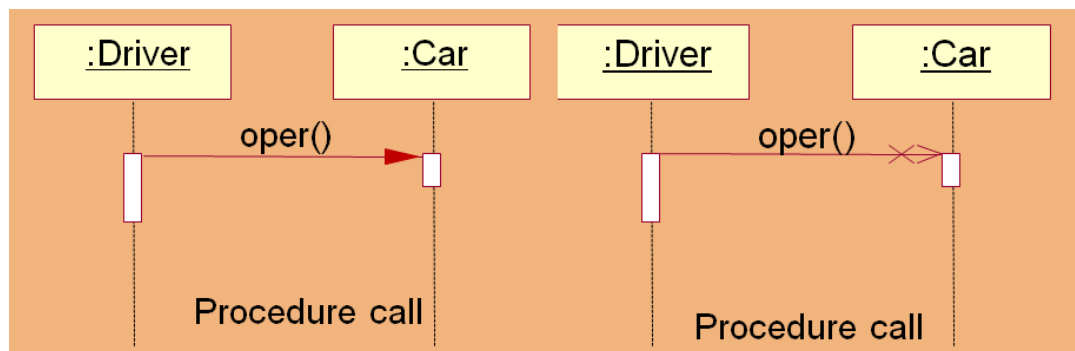 :Driver
:Car
oper()
Procedure call
:Driver
:Car
oper()
Procedure call